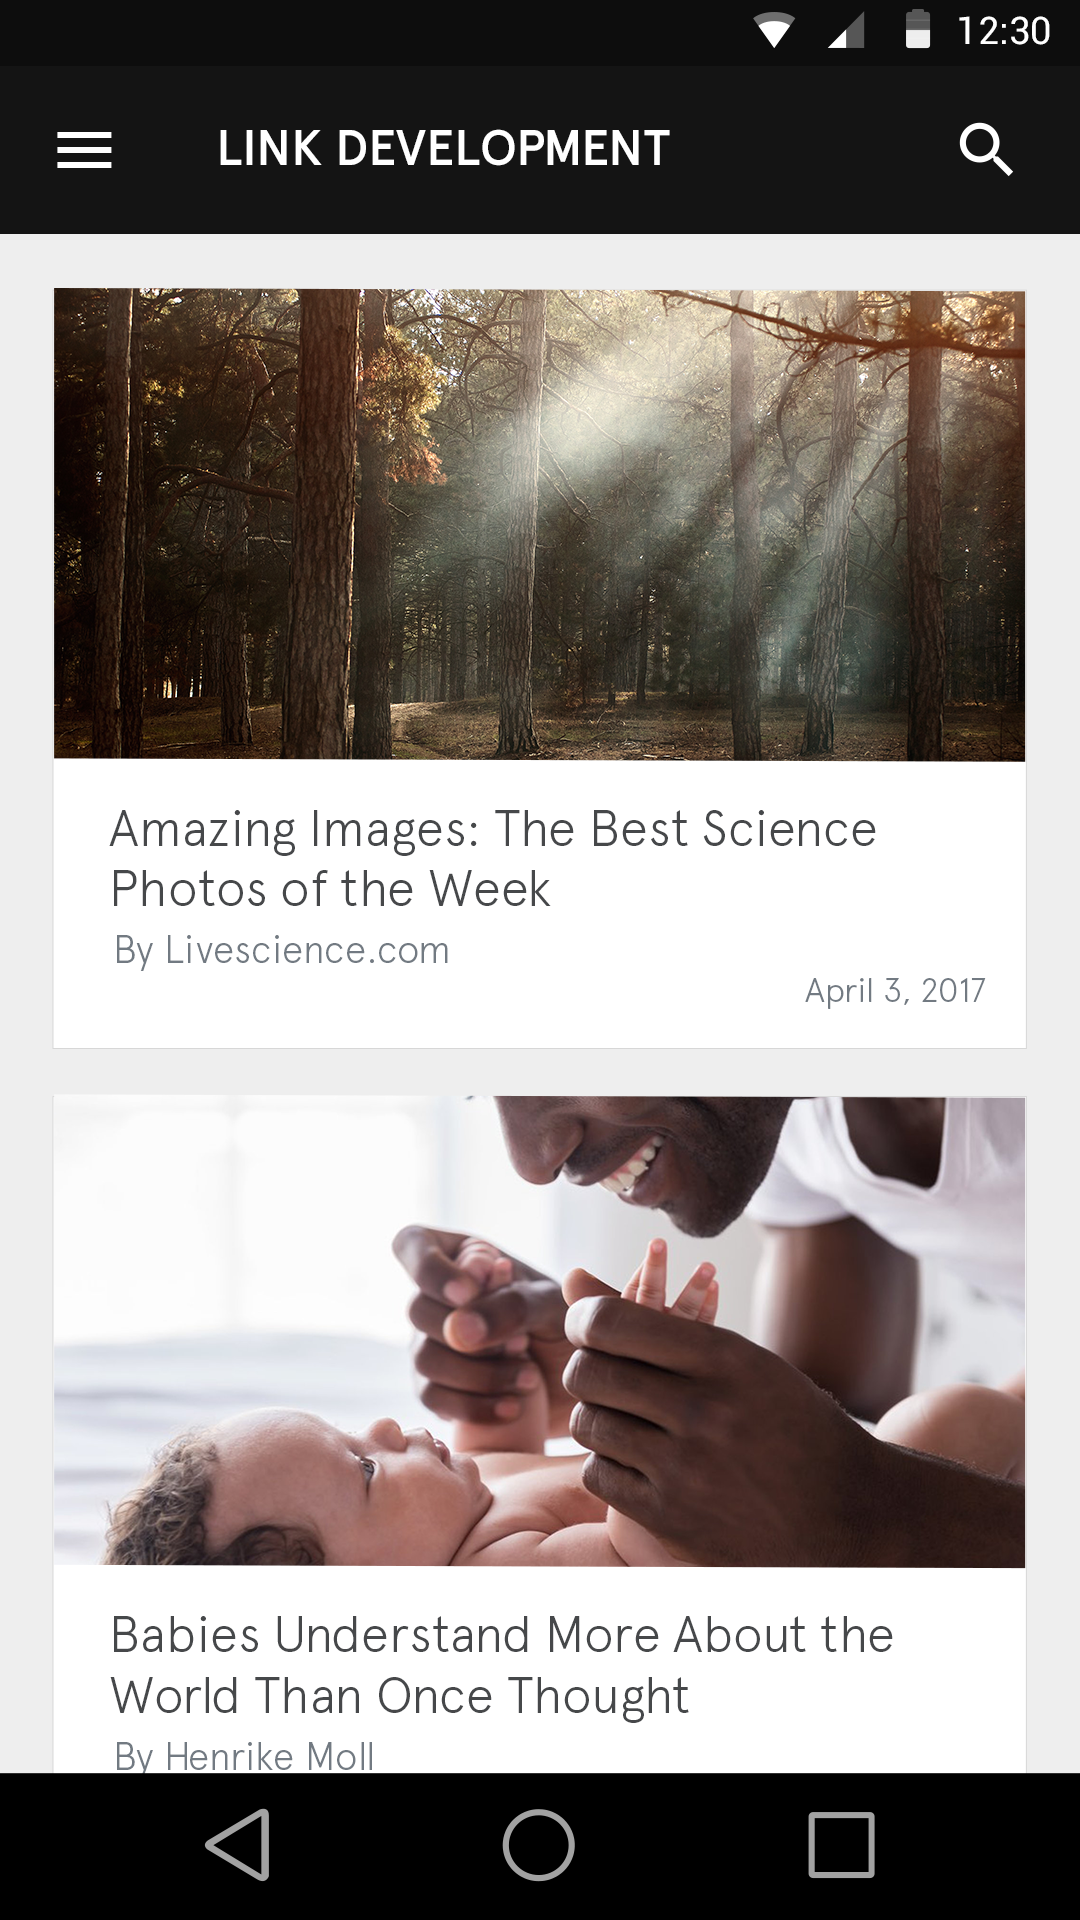 12:30
LINK DEVELOPMENT
Amazing Images: The Best Science
Photos of the Week
By Livescience.com
April 3, 2017
Babies Understand More About the
World Than Once Thought
By Henrike Moll